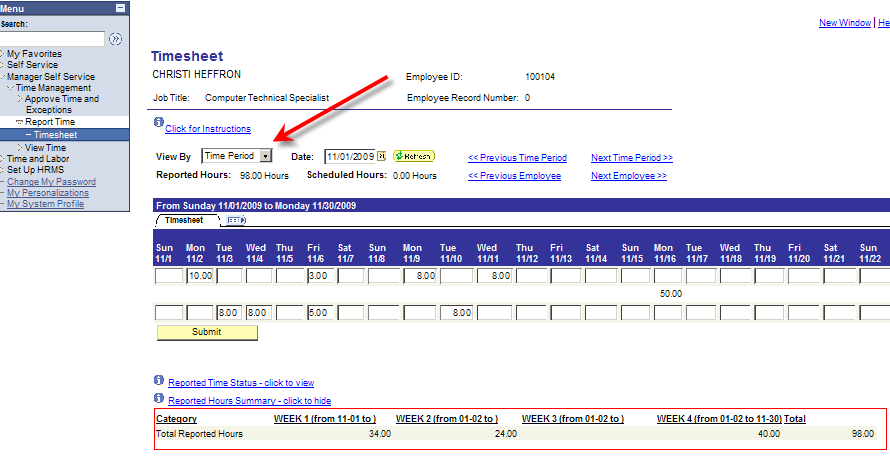 Menu
Search:
My Favorites
Self Service
Manager Self Service
Time Management
Approve Time and
Exceptions
Report Time
Timesheet
View Time
Time and Labor
Set Up HRMS
Change My Password
My Personalizations
My System Profile
New Window | He
Timesheet
CHRISTI HEFFRON Employee ID: 100104
Job Title: Computer Technical Specialist Employee Record Number: 0
Click for Instructions
View By Time Period Date: 11/01/2009 31 Refresh << Previous Time Period Next Time Period >>
Reported Hours: 98.00 Hours Scheduled Hours: 0.00 Hours << Previous Employee Next Employee >>
From Sunday 11/01/2009 to Monday 11/30/2009
Timesheet
Sun Mon Tue Wed Thu Fri Sat Sun Mon Tue Wed Thu Fri Sat Sun Mon Tue Wed Thu Fri Sat Sun
11/1 11/2 11/3 11/4 11/5 11/6 11/7 11/8 11/9 11/10 11/11 11/12 11/13 11/14 11/15 11/16 11/17 11/18 11/19 11/20 11/21 11/22
10.00 3.00 8.00 8.00
50.00
8.00 8.00 5.00 8.00
Submit
Reported Time Status - click to view
Reported Hours Summary - click to hide
Category WEEK 1 (from 11-01 to ) WEEK 2 (from 01-02 to ) WEEK 3 (from 01-02 to ) WEEK 4 (from 01-02 to 11-30) Total
Total Reported Hours 34.00 24.00 40.00 98.00